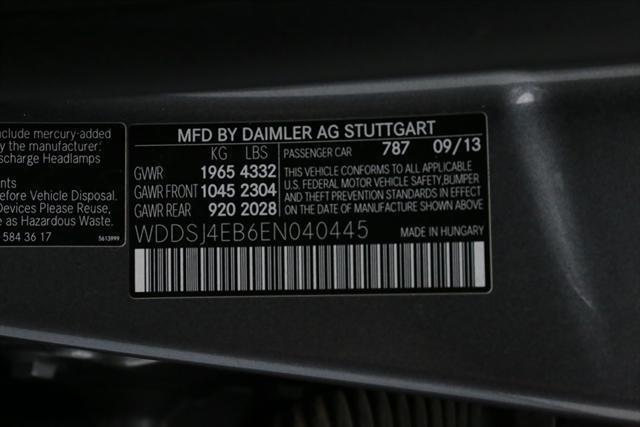 nclude mercury-added
scharge Headlamps
nts
efore Vehicle Disposal.
Devices Please Reuse,
e as Hazardous Waste.
584 36 17
5613999
MFD BY DAIMLER AG STUTTGART
KG LBS
GVWR 1965 4332
GAWR FRONT 1045 2304
GAWR REAR 920 2028
PASSENGER CAR 787 09/13
THIS VEHICLE CONFORMS TO ALL APPLICABLE
U.S. FEDERAL MOTOR VEHICLE SAFETY,BUMPER
AND THEFT PREVENTION STANDARDS IN EFFECT
ON THE DATE OF MANUFACTURE SHOWN ABOVE.
WDDSJ4EB6EN040445 MADE IN HUNGARY